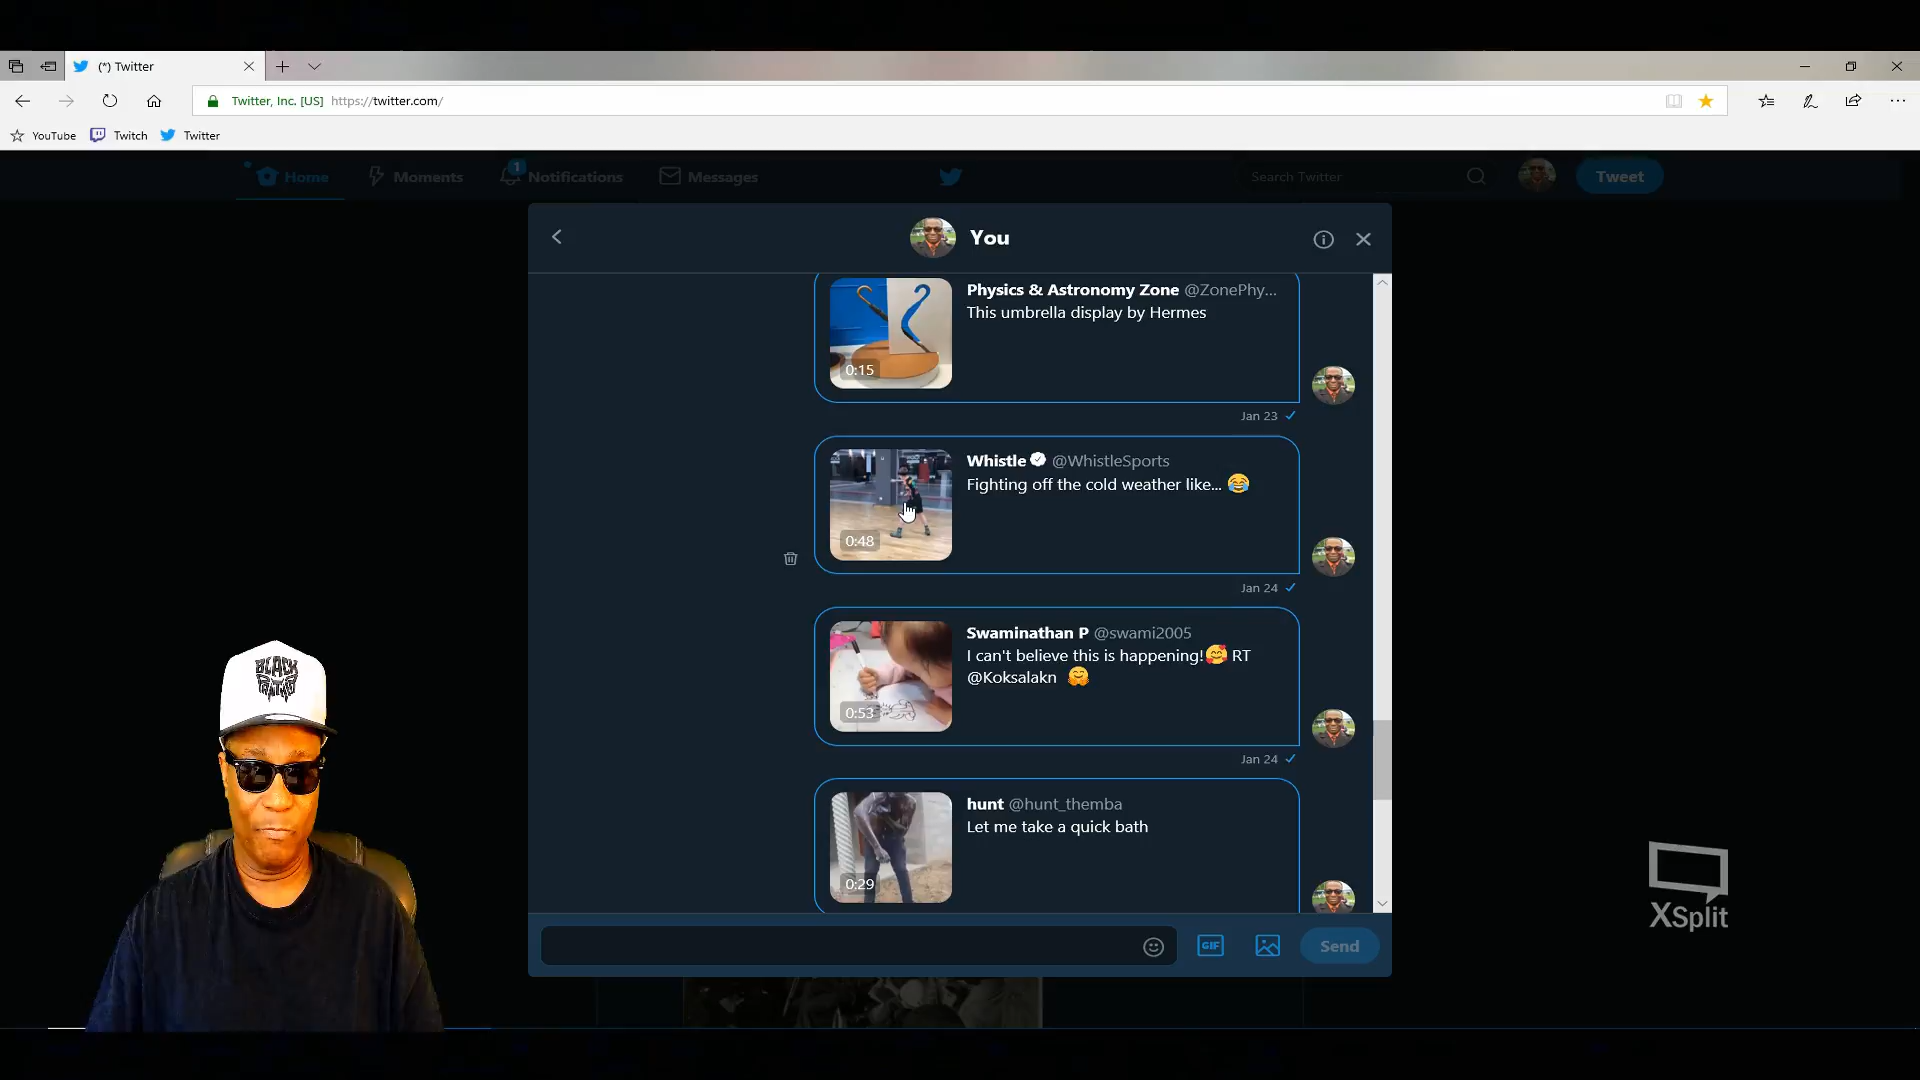 (*) Twitter
Twitter, Inc. [US] https://twitter.com/
YouTube Twitch Twitter
Home Moments 1 Notifications Messages Search Twitter Tweet
You
Physics & Astronomy Zone @ZonePhy...
This umbrella display by Hermes
0:15
Jan 23
Whistle @WhistleSports
Fighting off the cold weather like... 😂
0:48
Jan 24
Swaminathan P @swami2005
I can't believe this is happening!🥰 RT
@Koksalakn 🤗
0:53
Jan 24
hunt @hunt_themba
Let me take a quick bath
0:29
GIF Send
BLACK
PANTHER
XSplit